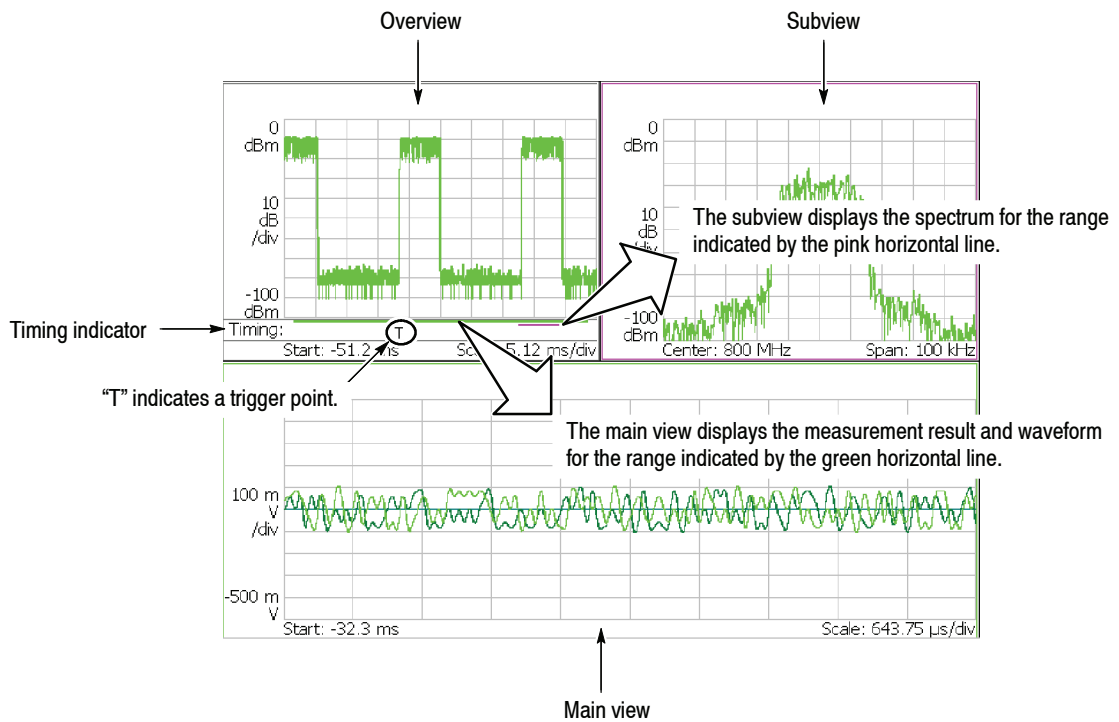 Overview
Subview
0
dBm
10
dB
/div
-100
dBm
Timing:
T
Start: -51.2 ms
5.12 ms/div
0
dBm
10
dB
/div
-100
dBm
Center: 800 MHz
Span: 100 kHz
The subview displays the spectrum for the range
indicated by the pink horizontal line.
Timing indicator
"T" indicates a trigger point.
The main view displays the measurement result and waveform
for the range indicated by the green horizontal line.
100 m
V
/div
-500 m
V
Start: -32.3 ms
Scale: 643.75 µs/div
Main view